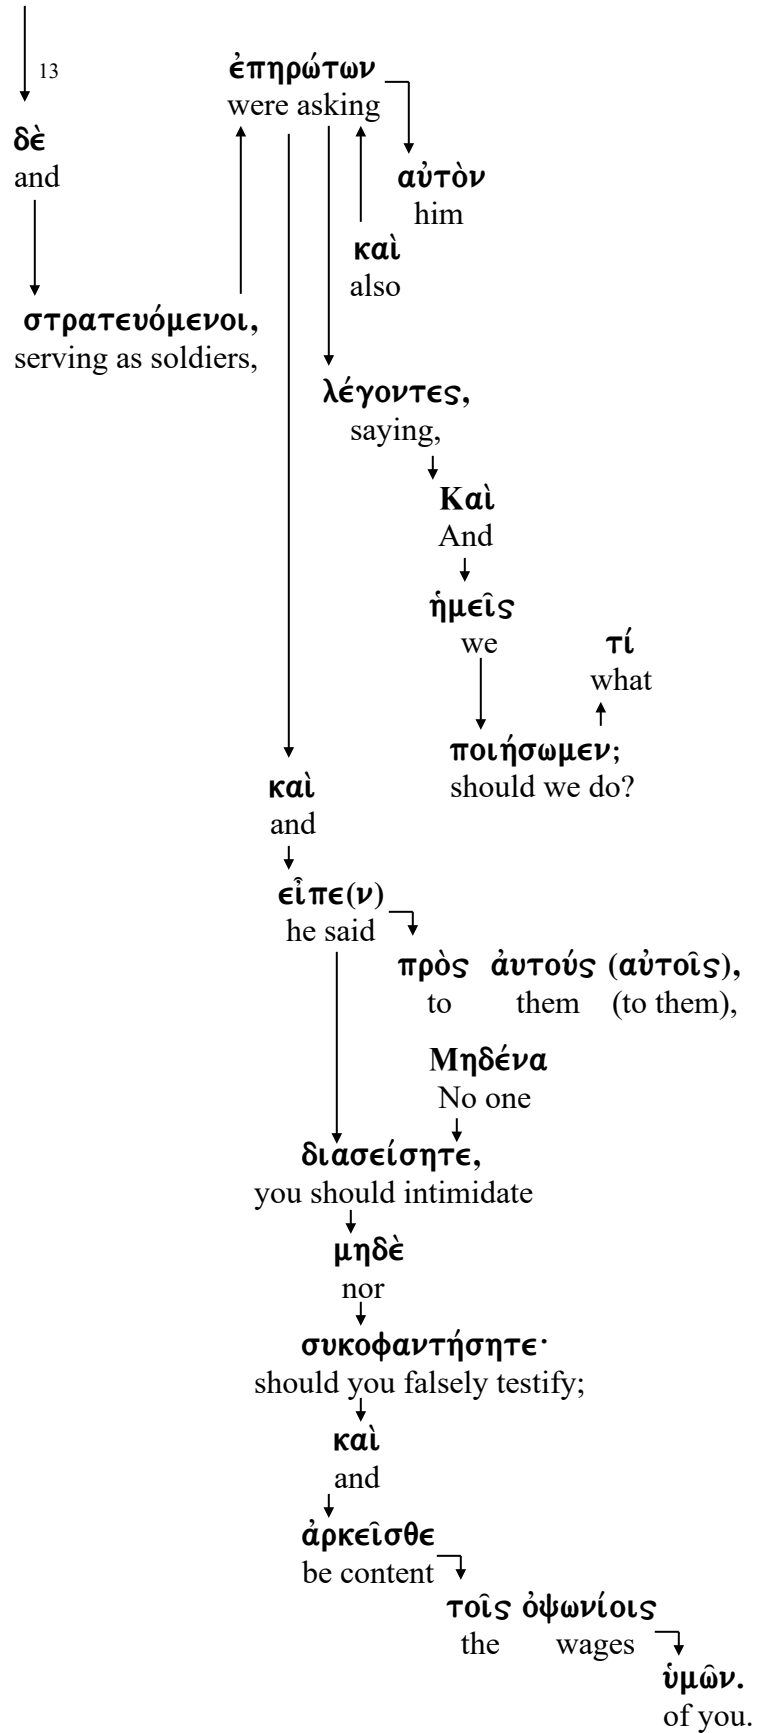 13
ἐπηρώτων
were asking
δὲ
and
αὐτὸν
him
καὶ
also
στρατευόμενοι,
serving as soldiers,
λέγοντες,
saying,
Καὶ
And
ἡμεῖς
we
τί
what
ποιήσωμεν;
should we do?
καὶ
and
εἶπε(ν)
he said
πρὸς ἀυτούς (αὐτοῖς),
to them (to them),
Μηδένα
No one
διασείσητε,
you should intimidate
μηδὲ
nor
συκοφαντήσητε·
should you falsely testify;
καὶ
and
ἀρκεῖσθε
be content
τοῖς ὀψωνίοις
the wages
ὑμῶν.
of you.